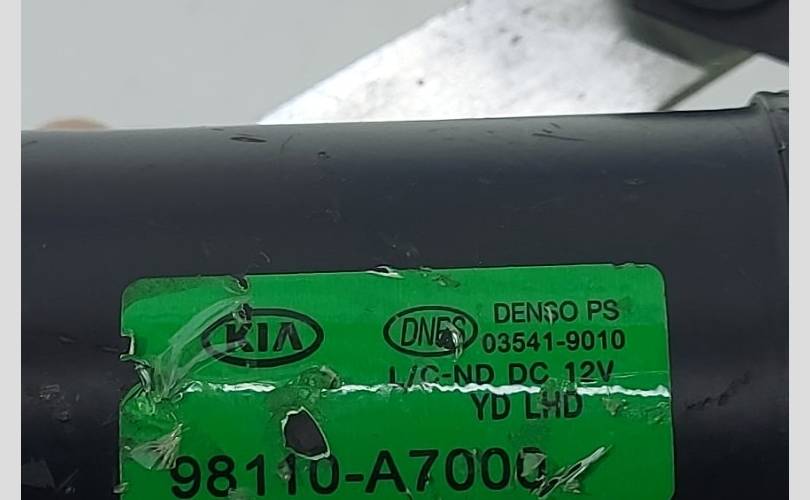 KIA DNES DENSO PS
03541-9010
L/C-ND DC 12V
YD LHD
98110-A7000